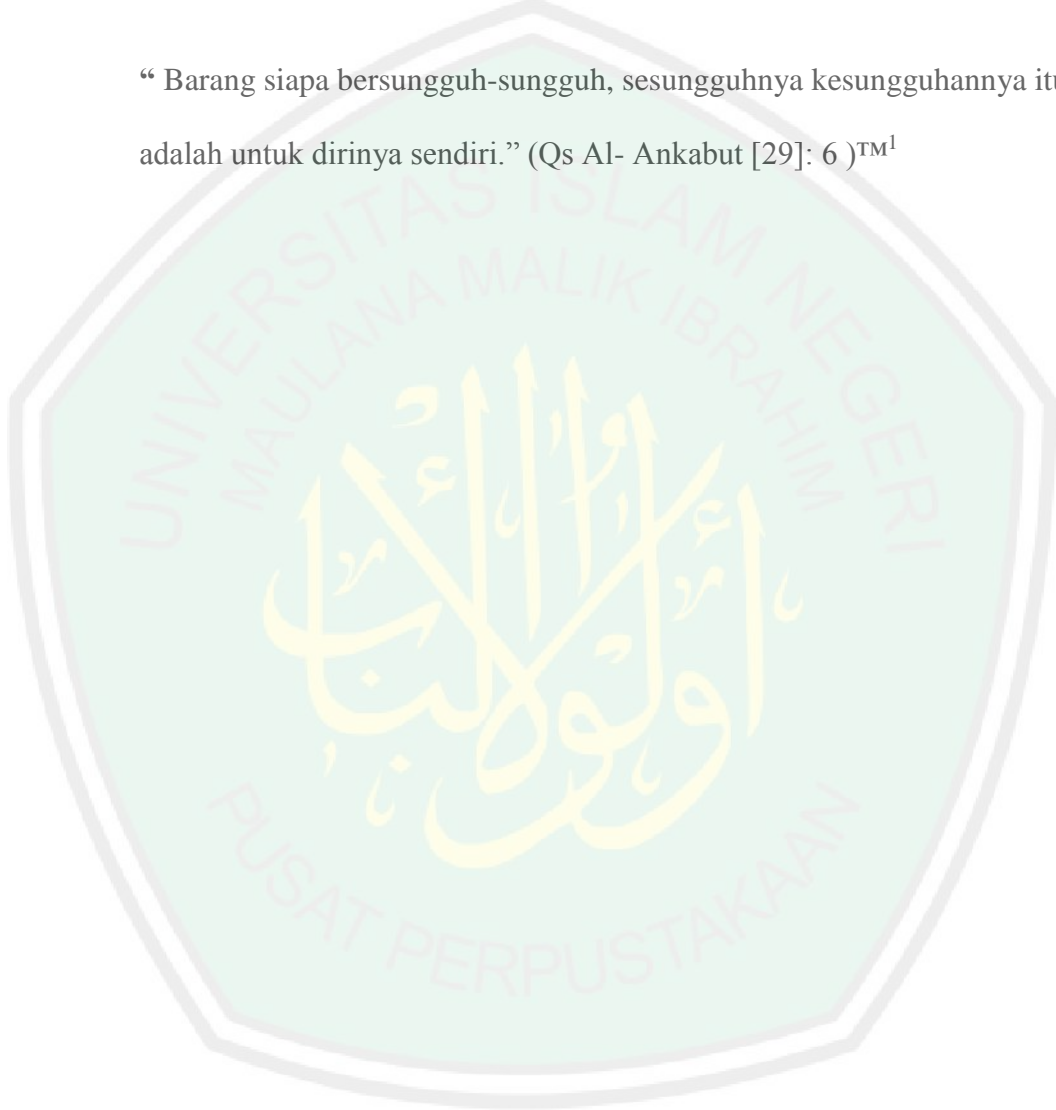 “ Barang siapa bersungguh-sungguh, sesungguhnya kesungguhannya itu
adalah untuk dirinya sendiri.” (Qs Al- Ankabut [29]: 6 )™1
UNIVERSITAS ISLAM NEGERI
MAULANA MALIK IBRAHIM
أولوا الألباب
PUSAT PERPUSTAKAAN